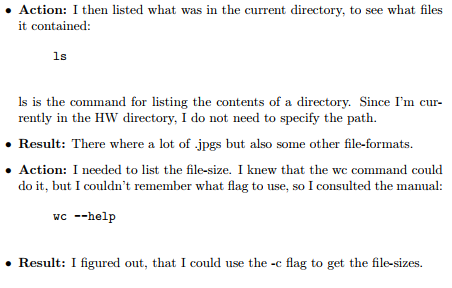 • Action: I then listed what was in the current directory, to see what files
it contained:
ls
ls is the command for listing the contents of a directory. Since I'm cur-
rently in the HW directory, I do not need to specify the path.
• Result: There where a lot of .jpgs but also some other file-formats.
• Action: I needed to list the file-size. I knew that the wc command could
do it, but I couldn't remember what flag to use, so I consulted the manual:
wc --help
• Result: I figured out, that I could use the -c flag to get the file-sizes.